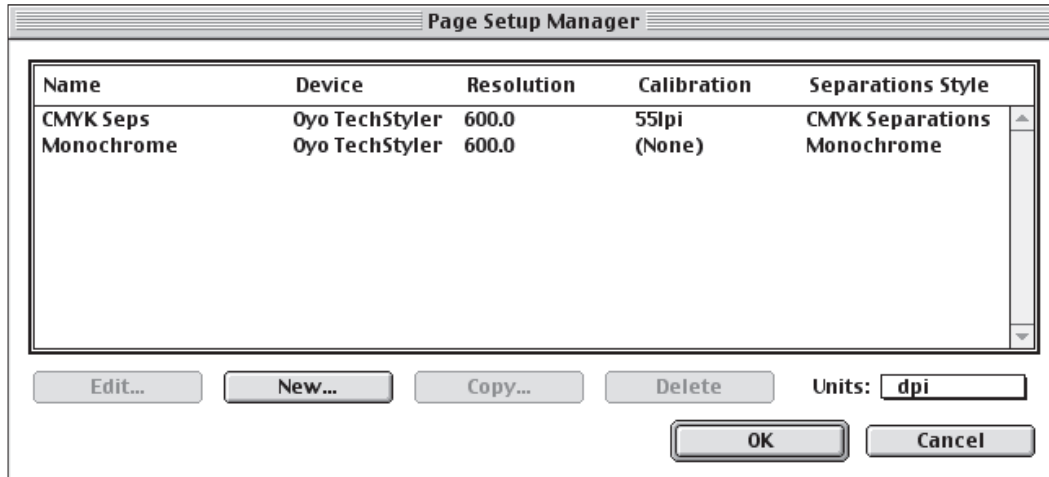 Page Setup Manager
Name Device Resolution Calibration Separations Style
CMYK Seps Oyo TechStyler 600.0 55lpi CMYK Separations
Monochrome Oyo TechStyler 600.0 (None) Monochrome
Edit... New... Copy... Delete Units: dpi
OK Cancel